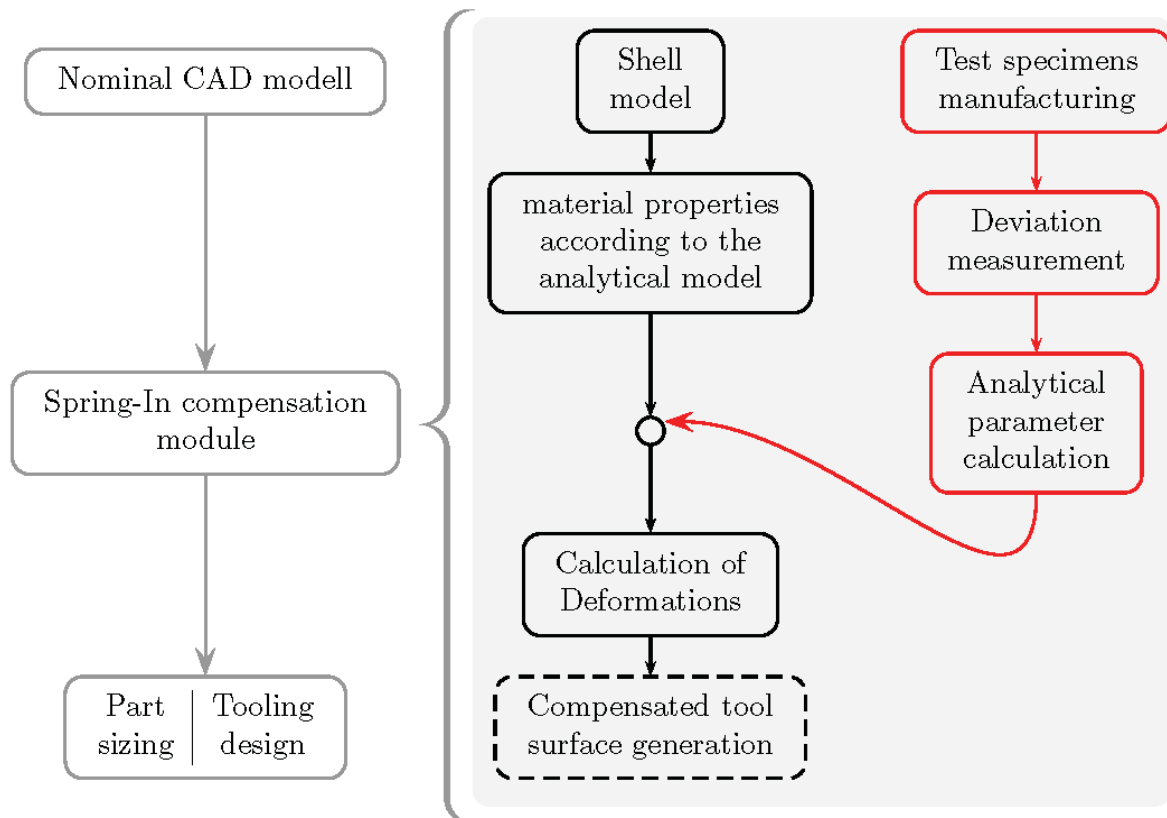 Nominal CAD modell
Spring-In compensation
module
Part
sizing
Tooling
design
Shell
model
material properties
according to the
analytical model
Calculation of
Deformations
Compensated tool
surface generation
Test specimens
manufacturing
Deviation
measurement
Analytical
parameter
calculation